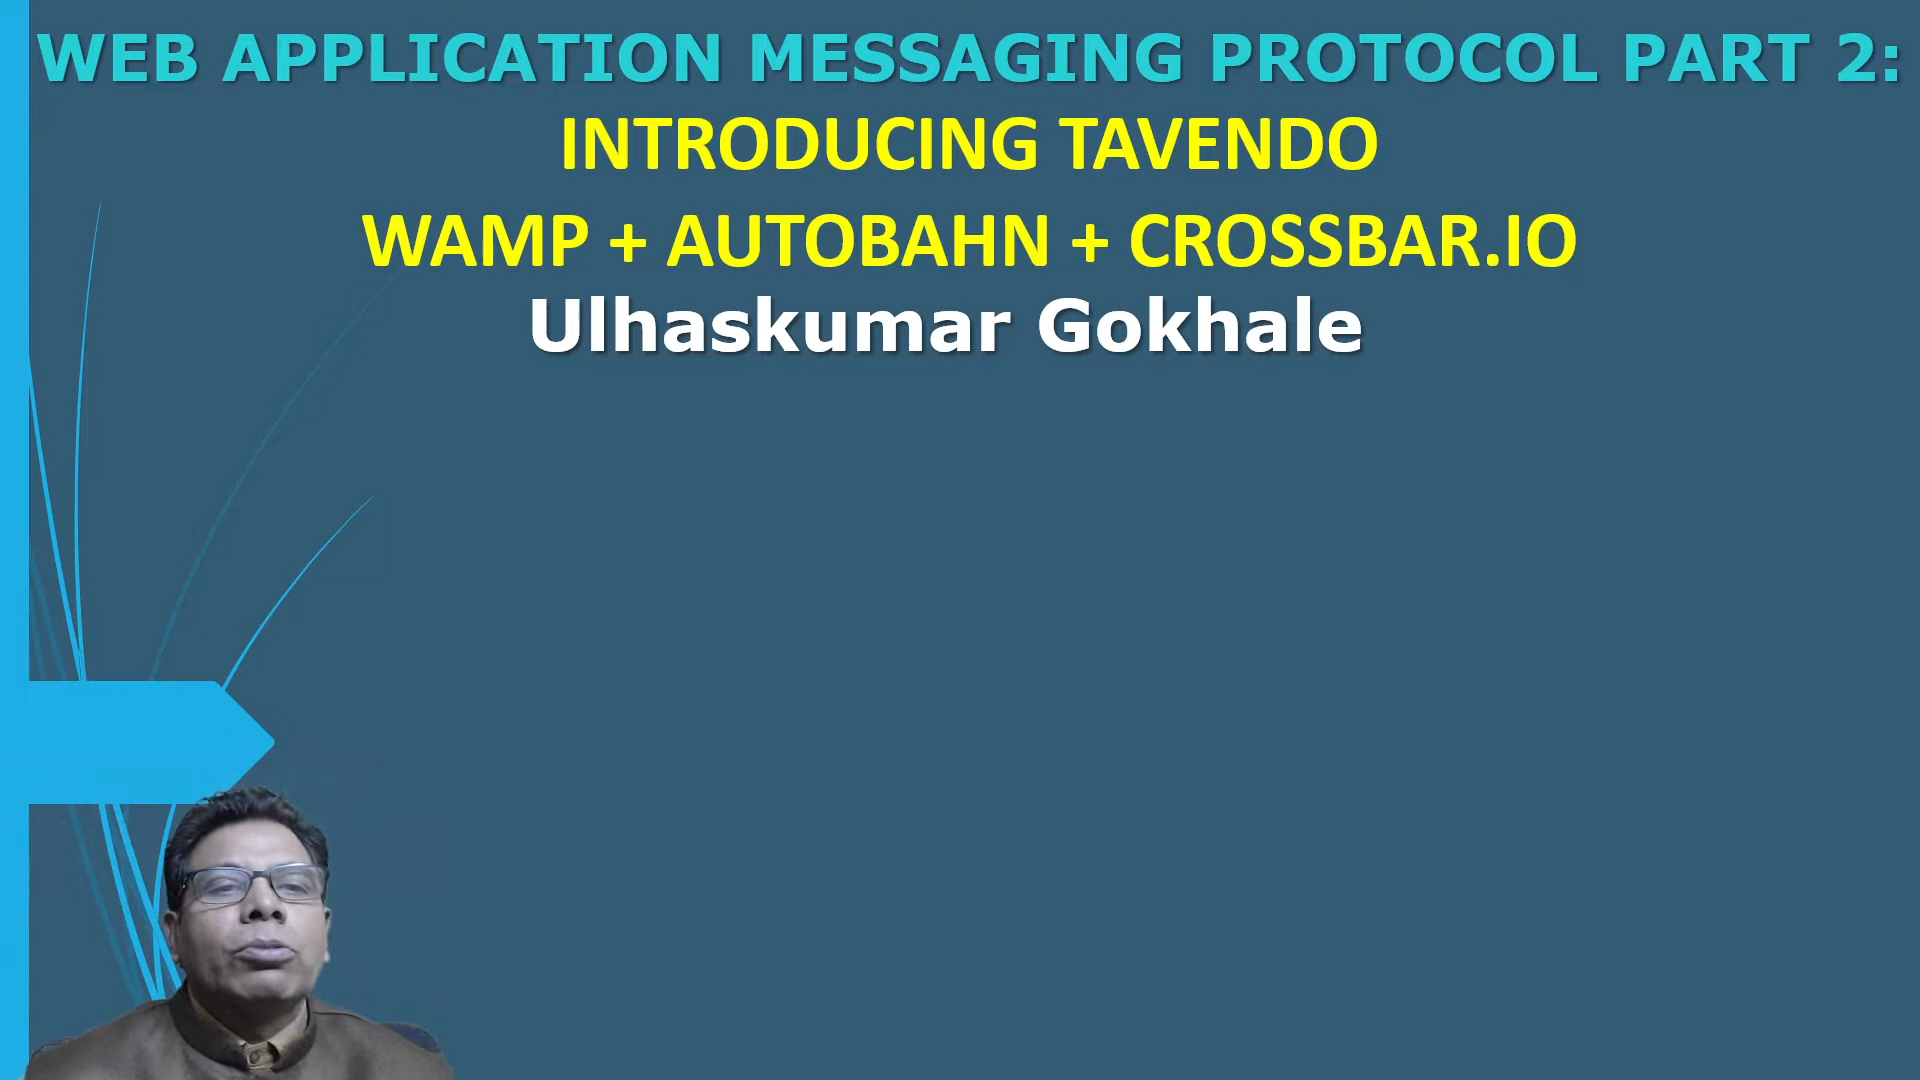 WEB APPLICATION MESSAGING PROTOCOL PART 2:
INTRODUCING TAVENDO
WAMP + AUTOBAHN + CROSSBAR.IO
Ulhaskumar Gokhale